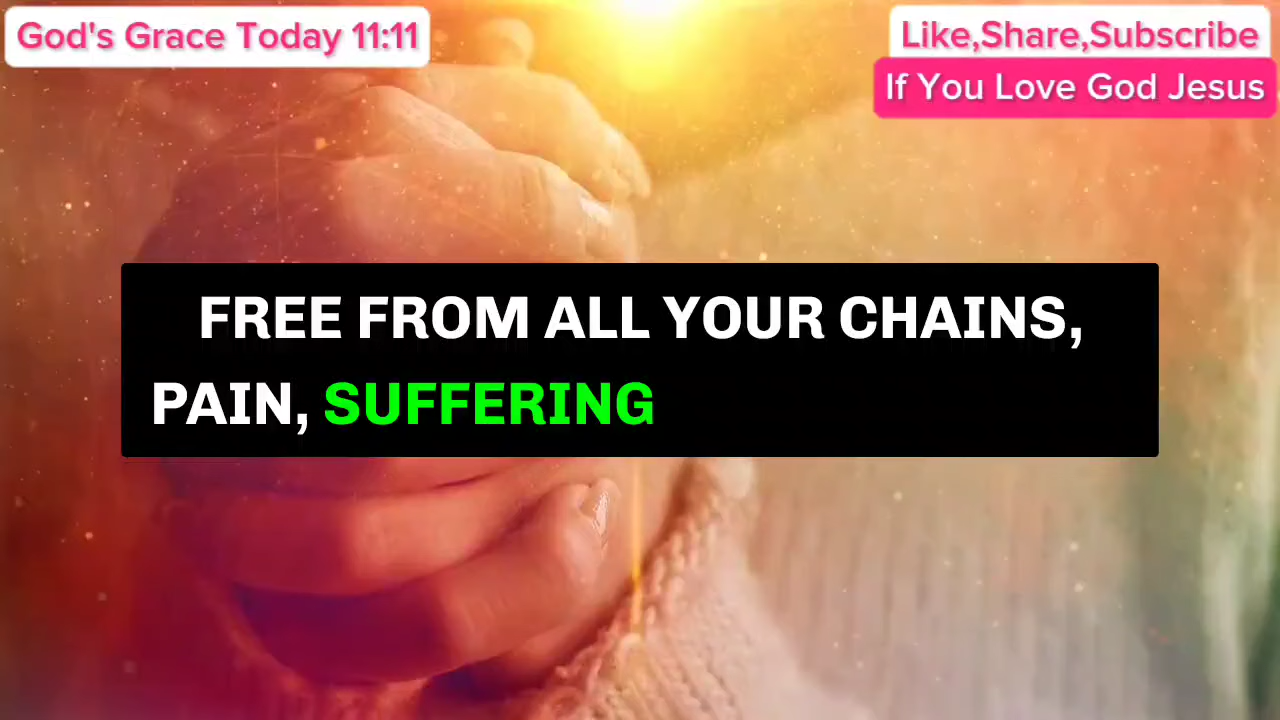 God's Grace Today 11:11
Like,Share,Subscribe
If You Love God Jesus
FREE FROM ALL YOUR CHAINS,
PAIN, SUFFERING